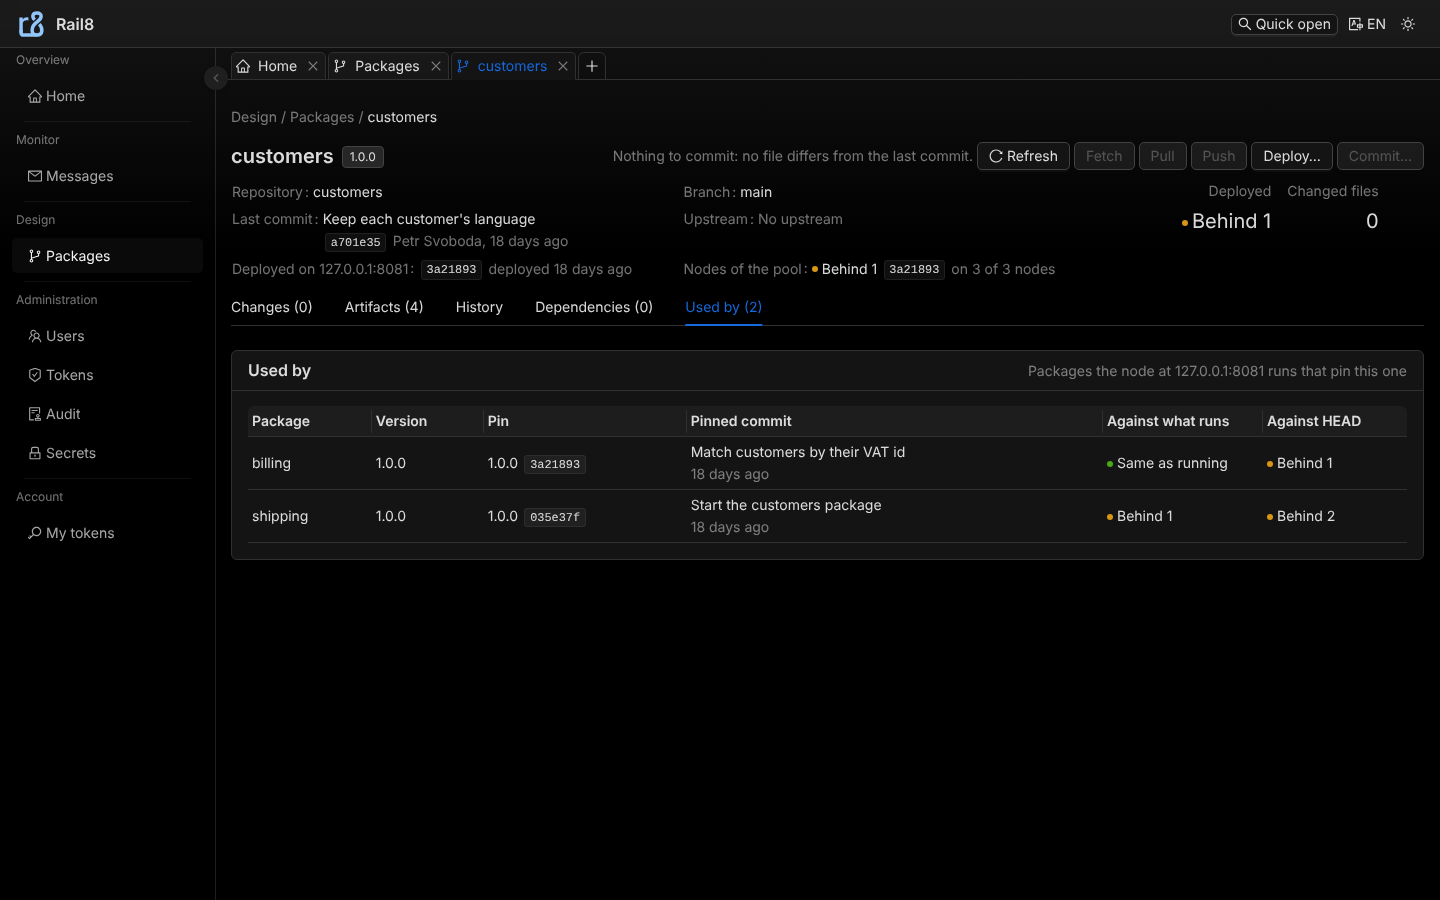 Rail8
Quick open
EN
Overview
Home
Monitor
Messages
Design
Packages
Administration
Users
Tokens
Audit
Secrets
Account
My tokens
Home
Packages
customers
Design / Packages / customers
customers 1.0.0
Nothing to commit: no file differs from the last commit.
Refresh
Fetch
Pull
Push
Deploy...
Commit...
Repository: customers
Branch: main
Last commit: Keep each customer's language
a701e35 Petr Svoboda, 18 days ago
Upstream: No upstream
Deployed
Behind 1
Changed files
0
Deployed on 127.0.0.1:8081: 3a21893 deployed 18 days ago
Nodes of the pool: Behind 1 3a21893 on 3 of 3 nodes
Changes (0)
Artifacts (4)
History
Dependencies (0)
Used by (2)
Used by
Packages the node at 127.0.0.1:8081 runs that pin this one
Package Version Pin Pinned commit Against what runs Against HEAD
billing 1.0.0 1.0.0 3a21893 Match customers by their VAT id
18 days ago
Same as running Behind 1
shipping 1.0.0 1.0.0 035e37f Start the customers package
18 days ago
Behind 1 Behind 2